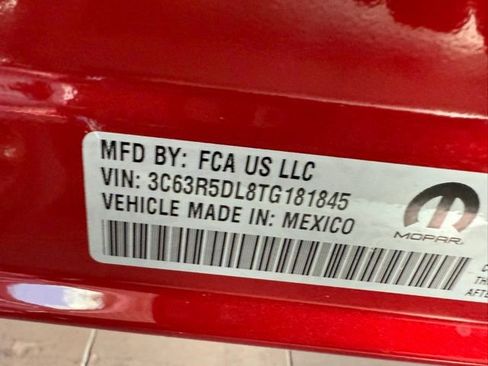 MFD BY: FCA US LLC
VIN: 3C63R5DL8TG181845
VEHICLE MADE IN: MEXICO
MOPAR